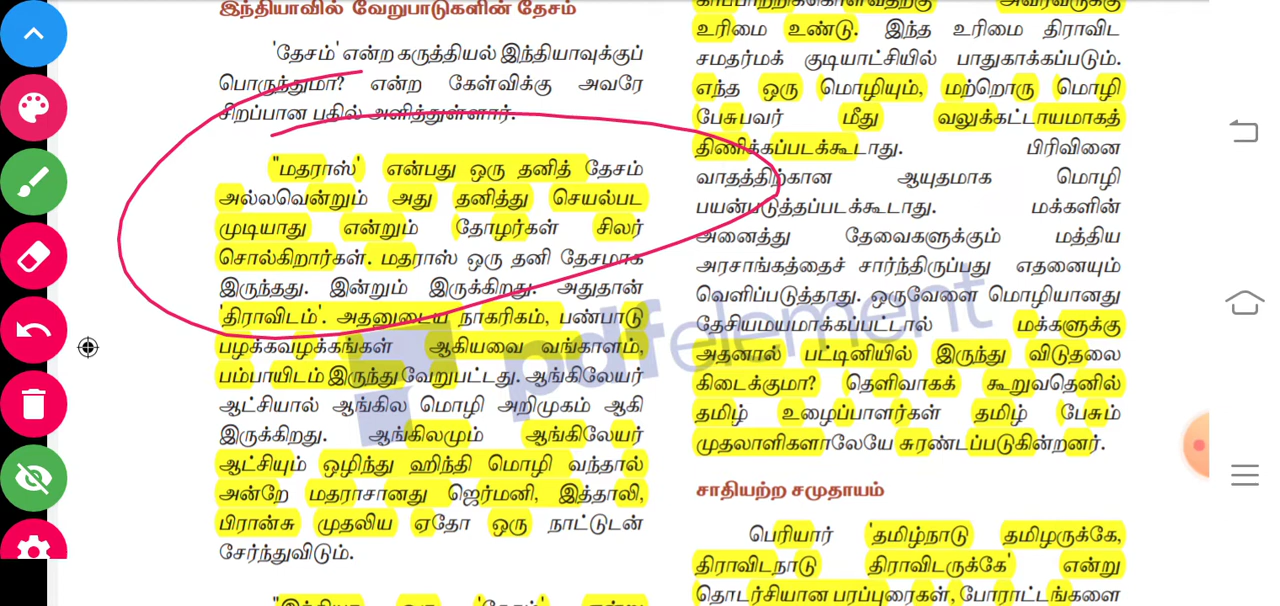 இந்தியாவில் வேறுபாடுகளின் தேசம்
'தேசம்' என்ற கருத்தியல் இந்தியாவுக்குப்
பொருந்துமா? என்ற கேள்விக்கு அவரே
சிறப்பான பதில் அளித்துள்ளார்.
"மதராஸ்' என்பது ஒரு தனித் தேசம்
அல்லவென்றும் அது தனித்து செயல்பட
முடியாது என்றும் தோழர்கள் சிலர்
சொல்கிறார்கள். மதராஸ் ஒரு தனி தேசமாக
இருந்தது. இன்றும் இருக்கிறது. அதுதான்
'திராவிடம்'. அதனுடைய நாகரிகம், பண்பாடு
பழக்கவழக்கங்கள் ஆகியவை வங்காளம்,
பம்பாயிடம் இருந்து வேறுபட்டது. ஆங்கிலேயர்
ஆட்சியால் ஆங்கில மொழி அறிமுகம் ஆகி
இருக்கிறது. ஆங்கிலமும் ஆங்கிலேயர்
ஆட்சியும் ஒழிந்து ஹிந்தி மொழி வந்தால்
அன்றே மதராசானது ஜெர்மனி, இத்தாலி,
பிரான்சு முதலிய ஏதோ ஒரு நாட்டுடன்
சேர்ந்துவிடும்.
"இந்தியா ஒரு 'தேசம்' என்று
காப்பாற்றிக்கொள்வதற்கு அவரவருக்கு
உரிமை உண்டு. இந்த உரிமை திராவிட
சமதர்மக் குடியாட்சியில் பாதுகாக்கப்படும்.
எந்த ஒரு மொழியும், மற்றொரு மொழி
பேசுபவர் மீது வலுக்கட்டாயமாகத்
திணிக்கப்படக்கூடாது. பிரிவினை
வாதத்திற்கான ஆயுதமாக மொழி
பயன்படுத்தப்படக்கூடாது. மக்களின்
அனைத்து தேவைகளுக்கும் மத்திய
அரசாங்கத்தைச் சார்ந்திருப்பது எதனையும்
வெளிப்படுத்தாது. ஒருவேளை மொழியானது
தேசியமயமாக்கப்பட்டால் மக்களுக்கு
அதனால் பட்டினியில் இருந்து விடுதலை
கிடைக்குமா? தெளிவாகக் கூறுவதெனில்
தமிழ் உழைப்பாளர்கள் தமிழ் பேசும்
முதலாளிகளாலேயே சுரண்டப்படுகின்றனர்.
சாதியற்ற சமுதாயம்
பெரியார் 'தமிழ்நாடு தமிழருக்கே,
திராவிடநாடு திராவிடருக்கே' என்று
தொடர்ச்சியான பரப்புரைகள், போராட்டங்களை
pdfelement